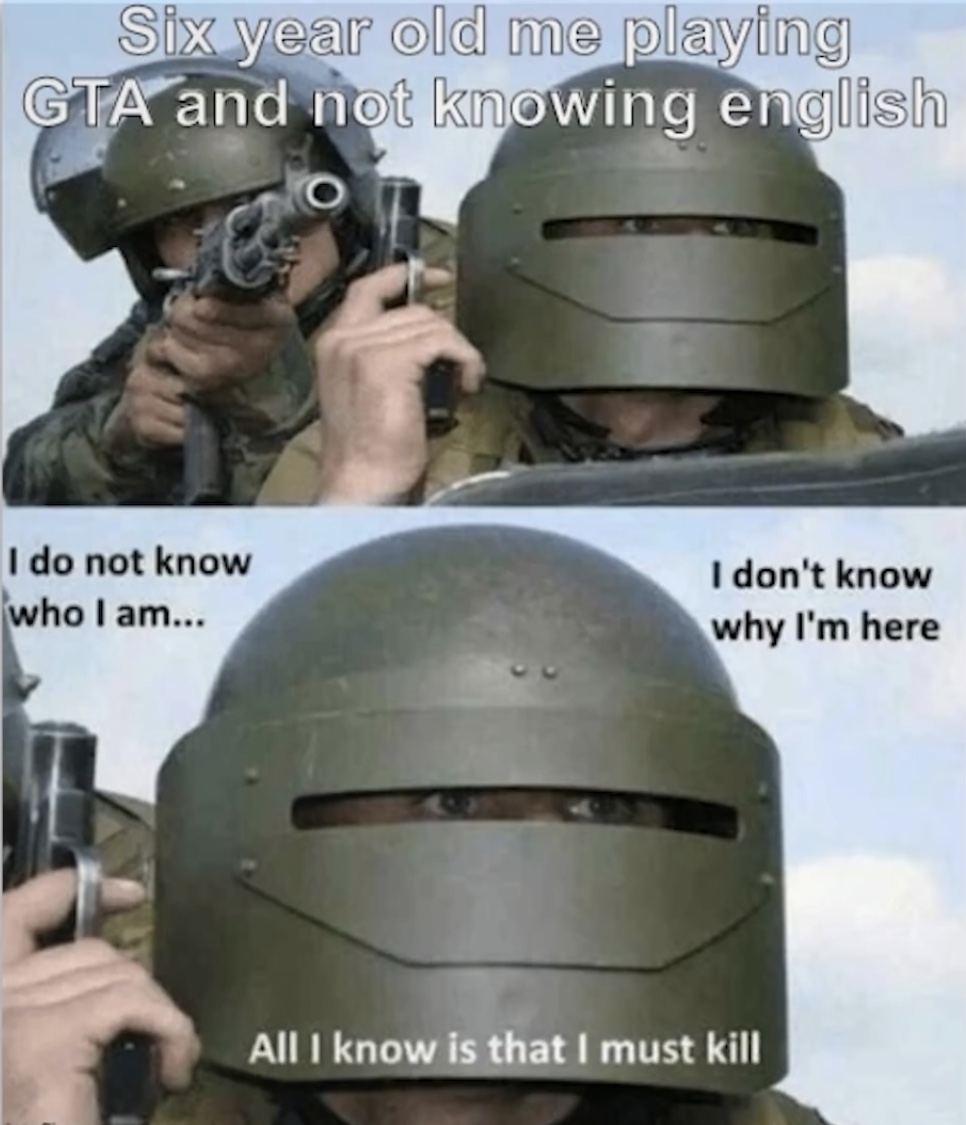 Six year old me playing
GTA and not knowing english
I do not know
who I am...
I don't know
why I'm here
All I know is that I must kill